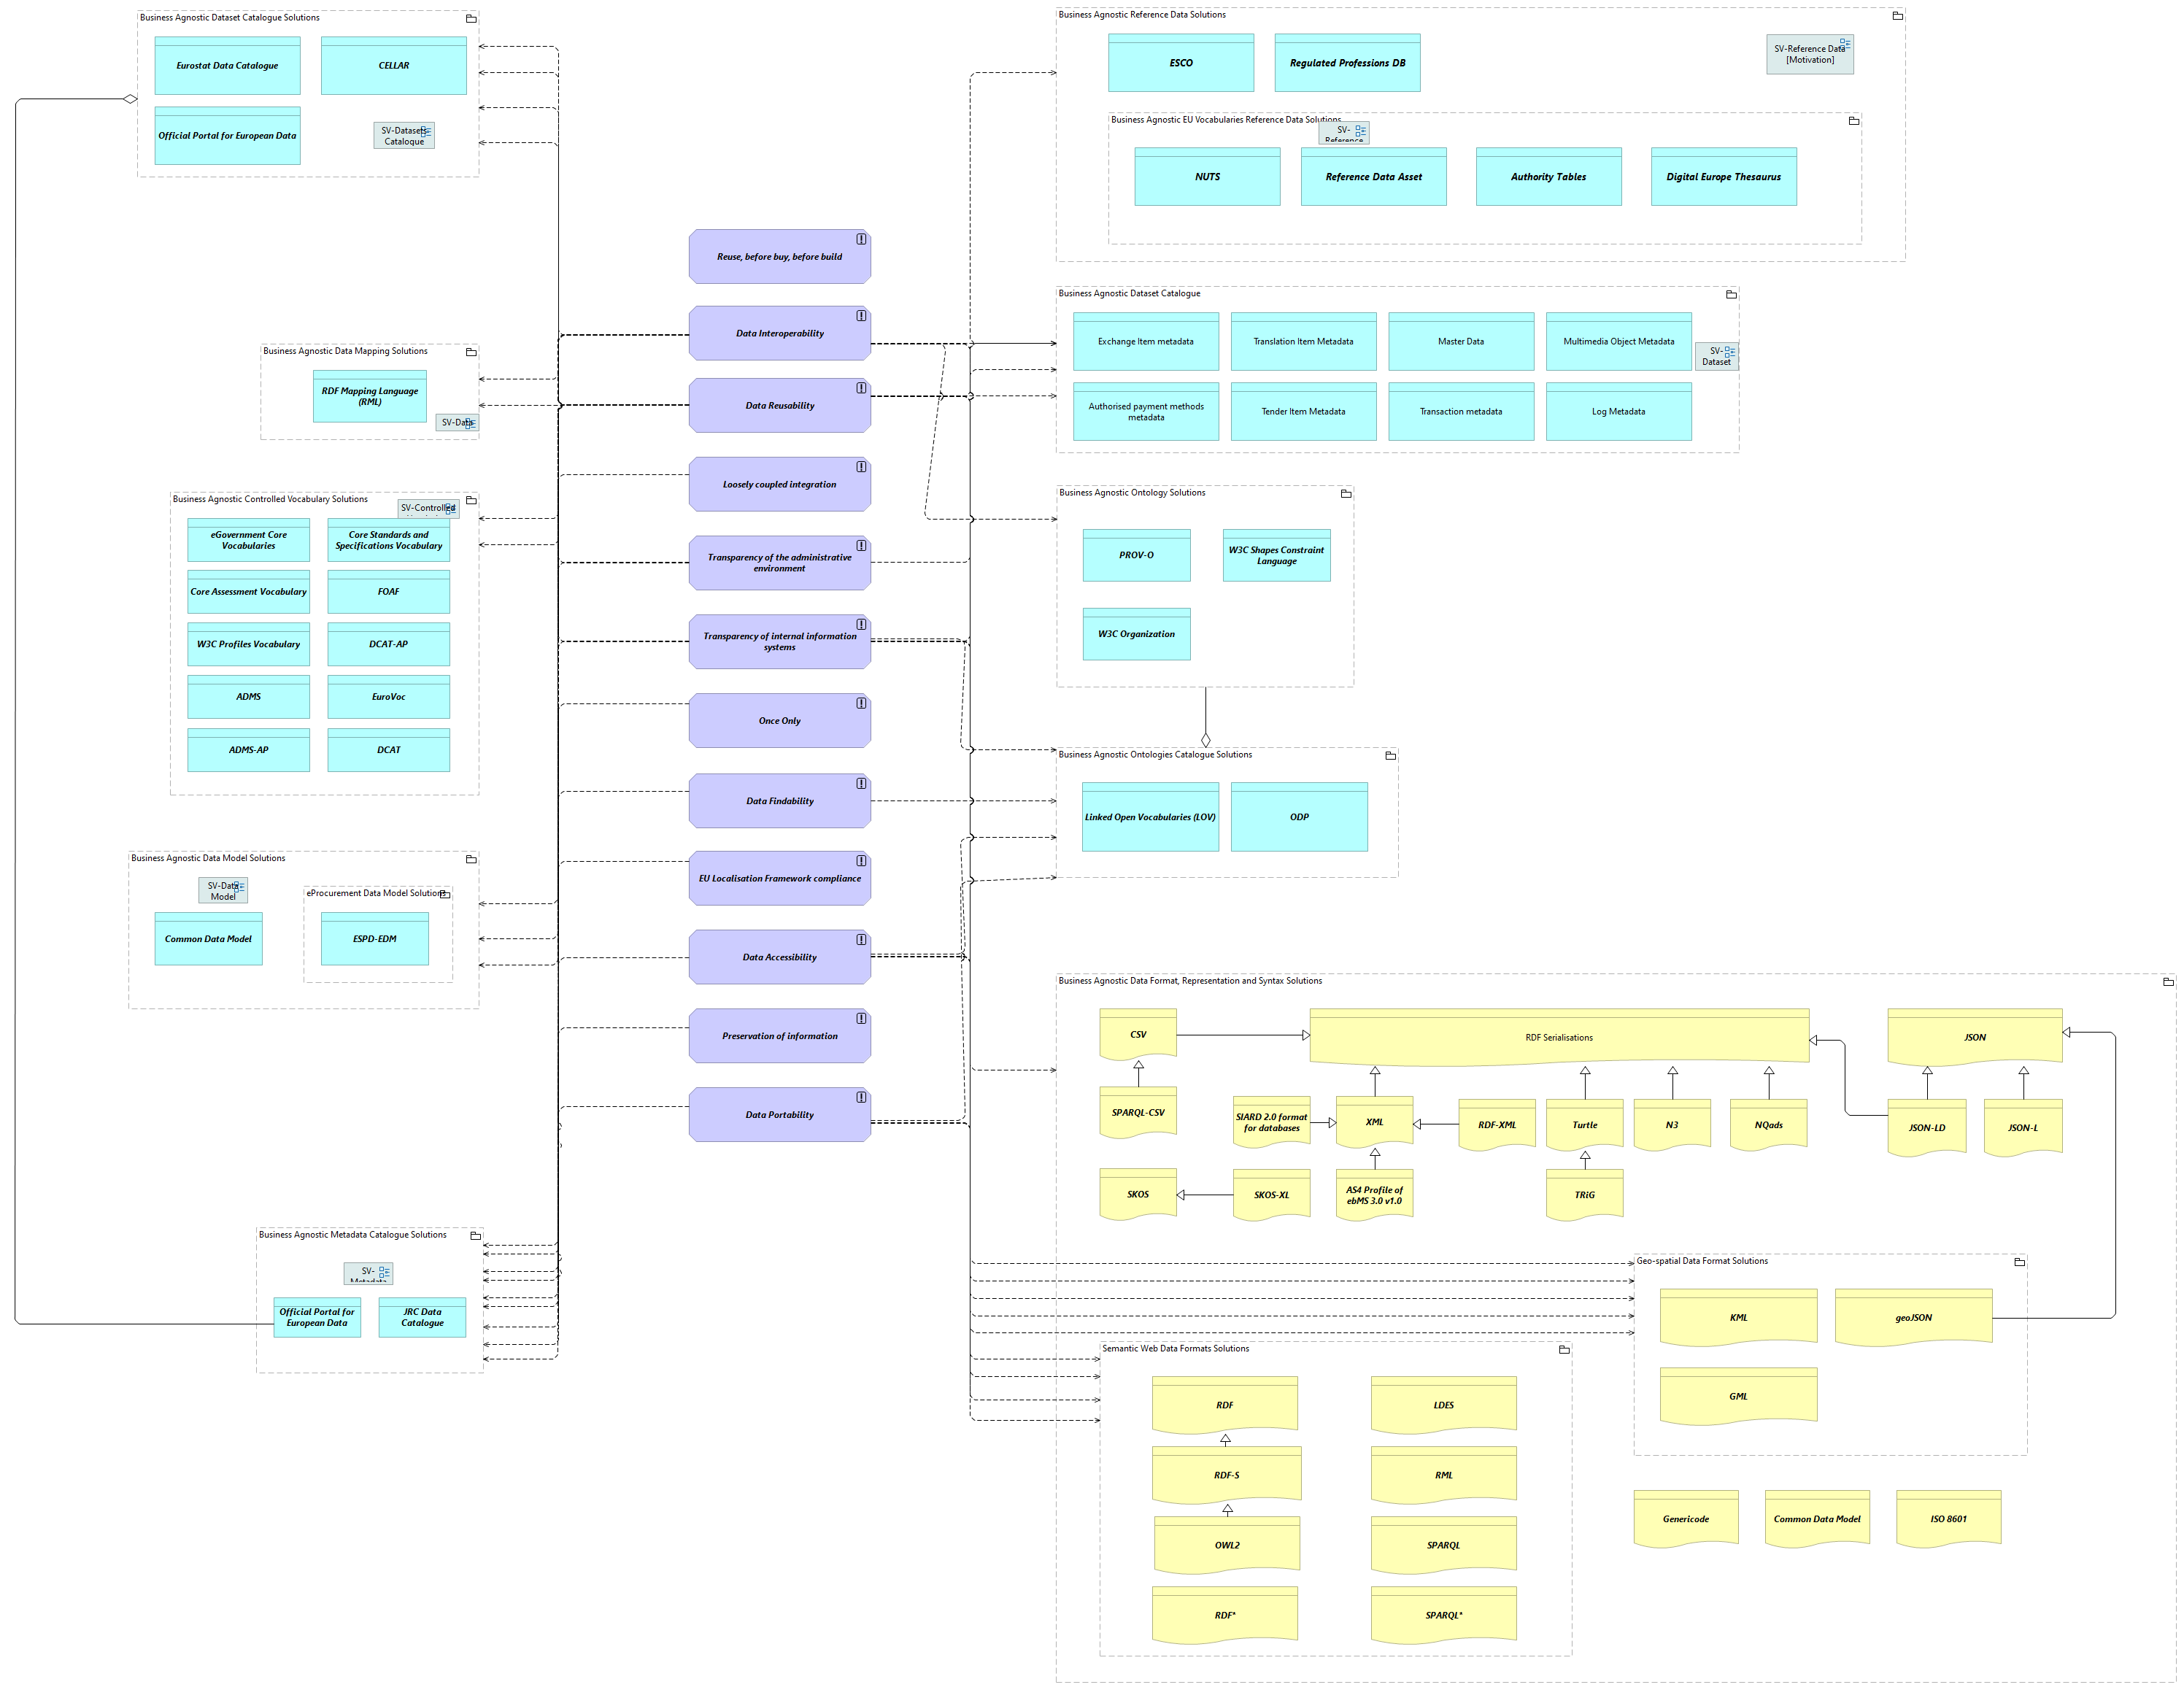 Business Agnostic Dataset Catalogue Solutions
Eurostat Data Catalogue
CELLAR
Official Portal for European Data
SV-Datasets
Catalogue
Business Agnostic Data Mapping Solutions
RDF Mapping Language
(RML)
SV-Data
Business Agnostic Controlled Vocabulary Solutions
SV-Controlled
eGovernment Core
Vocabularies
Core Standards and
Specifications Vocabulary
Core Assessment Vocabulary
FOAF
W3C Profiles Vocabulary
DCAT-AP
ADMS
EuroVoc
ADMS-AP
DCAT
Business Agnostic Data Model Solutions
SV-Data
Model
eProcurement Data Model Solutions
Common Data Model
ESPD-EDM
Business Agnostic Metadata Catalogue Solutions
SV-
Metadata
Official Portal for
European Data
JRC Data
Catalogue
Reuse, before buy, before build
Data Interoperability
Data Reusability
Loosely coupled integration
Transparency of the administrative
environment
Transparency of internal information
systems
Once Only
Data Findability
EU Localisation Framework compliance
Data Accessibility
Preservation of information
Data Portability
Business Agnostic Reference Data Solutions
ESCO
Regulated Professions DB
SV-Reference Data
[Motivation]
Business Agnostic EU Vocabularies Reference Data Solutions
SV-
Reference
NUTS
Reference Data Asset
Authority Tables
Digital Europe Thesaurus
Business Agnostic Dataset Catalogue
Exchange Item metadata
Translation Item Metadata
Master Data
Multimedia Object Metadata
SV-
Dataset
Authorised payment methods
metadata
Tender Item Metadata
Transaction metadata
Log Metadata
Business Agnostic Ontology Solutions
PROV-O
W3C Shapes Constraint
Language
W3C Organization
Business Agnostic Ontologies Catalogue Solutions
Linked Open Vocabularies (LOV)
ODP
Business Agnostic Data Format, Representation and Syntax Solutions
CSV
RDF Serialisations
JSON
SPARQL-CSV
SIARD 2.0 format
for databases
XML
RDF-XML
Turtle
N3
NQads
JSON-LD
JSON-L
SKOS
SKOS-XL
AS4 Profile of
ebMS 3.0 v1.0
TRiG
Geo-spatial Data Format Solutions
KML
geoJSON
GML
Semantic Web Data Formats Solutions
RDF
LDES
RDF-S
RML
OWL2
SPARQL
RDF*
SPARQL*
Genericode
Common Data Model
ISO 8601